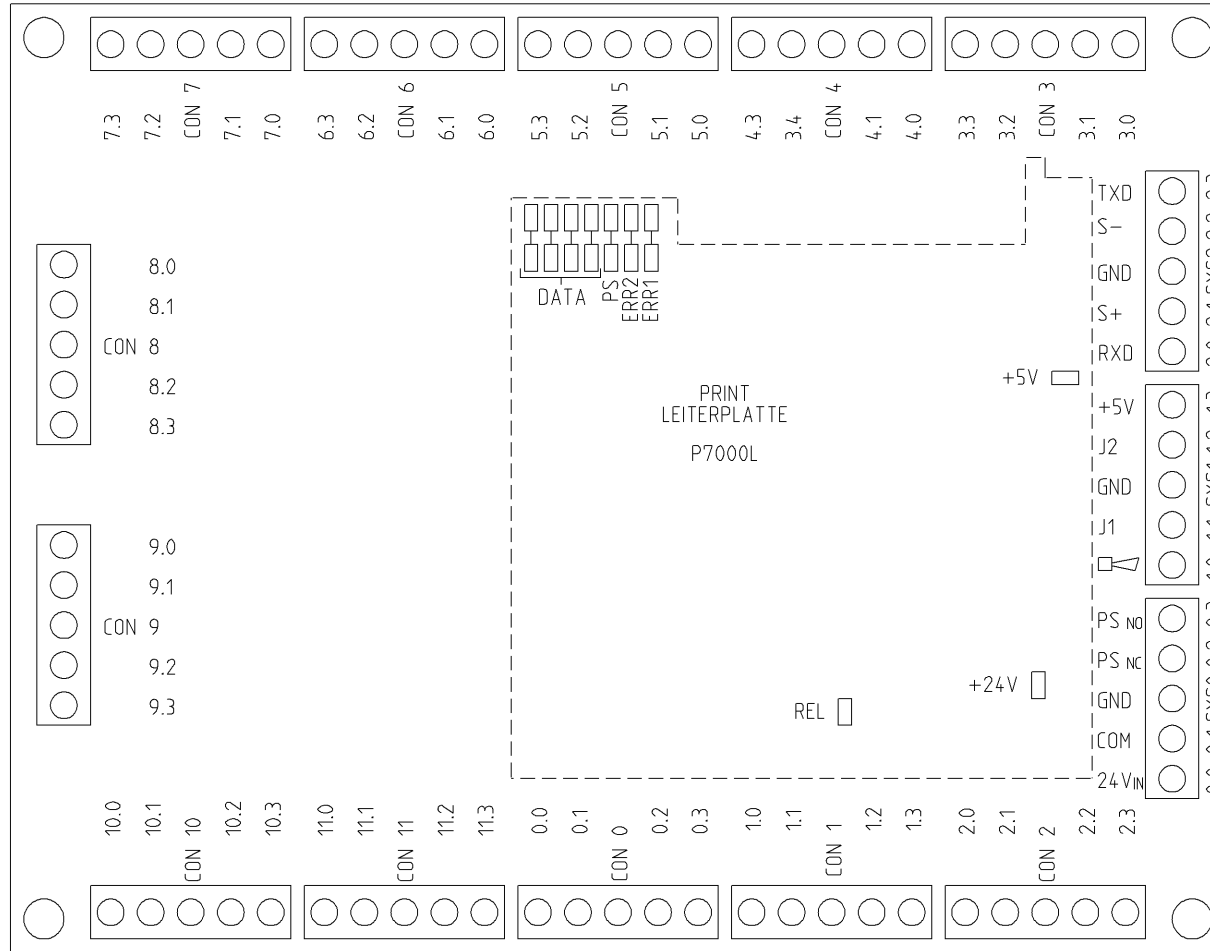 7.3 7.2 CON 7 7.1 7.0
6.3 6.2 CON 6 6.1 6.0
5.3 5.2 CON 5 5.1 5.0
4.3 3.4 CON 4 4.1 4.0
3.3 3.2 CON 3 3.1 3.0
TXD
S-
GND
S+
RXD
DATA PS ERR2 ERR1
8.0
8.1
CON 8
8.2
8.3
+5V
PRINT
LEITERPLATTE
P7000L
+5V
J2
GND
J1
9.0
9.1
CON 9
9.2
9.3
PS NO
PS NC
GND
COM
24VIN
+24V
REL
10.0 10.1 CON 10 10.2 10.3
11.0 11.1 CON 11 11.2 11.3
0.0 0.1 CON 0 0.2 0.3
1.0 1.1 CON 1 1.2 1.3
2.0 2.1 CON 2 2.2 2.3